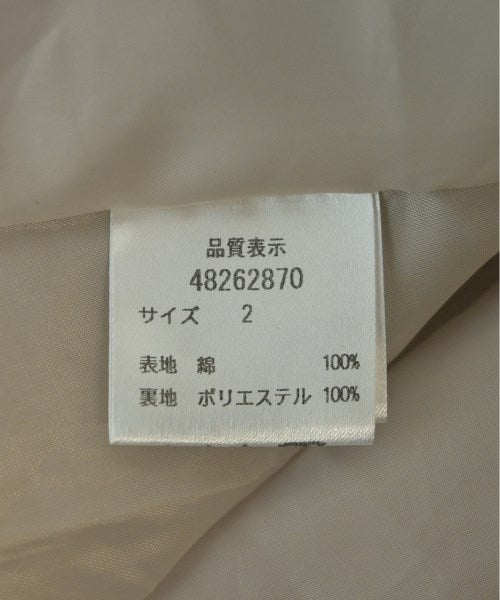 品質表示
48262870
サイズ 2
表地 綿 100%
裏地 ポリエステル 100%